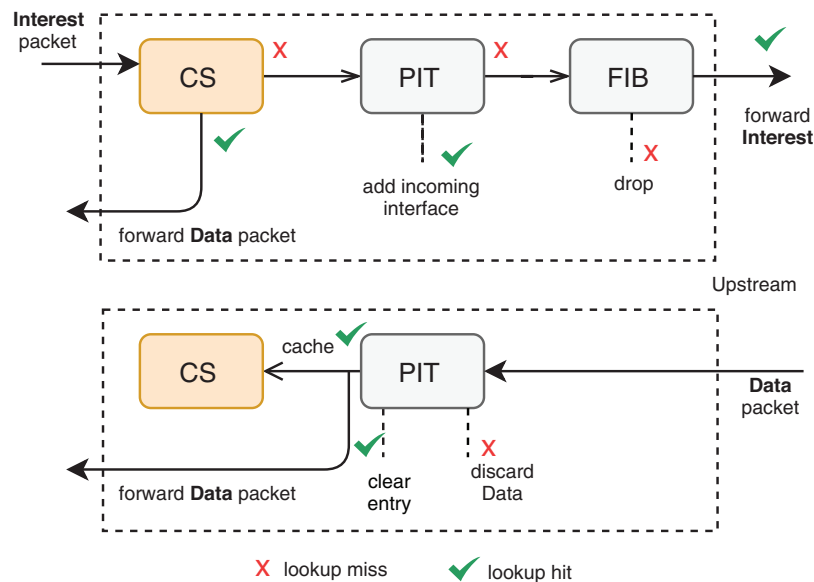 Interest
packet
CS
X
PIT
X
FIB
forward
Interest
add incoming
interface
X
drop
forward Data packet
Upstream
CS
cache
PIT
Data
packet
X
forward Data packet
clear
entry
discard
Data
X lookup miss
lookup hit